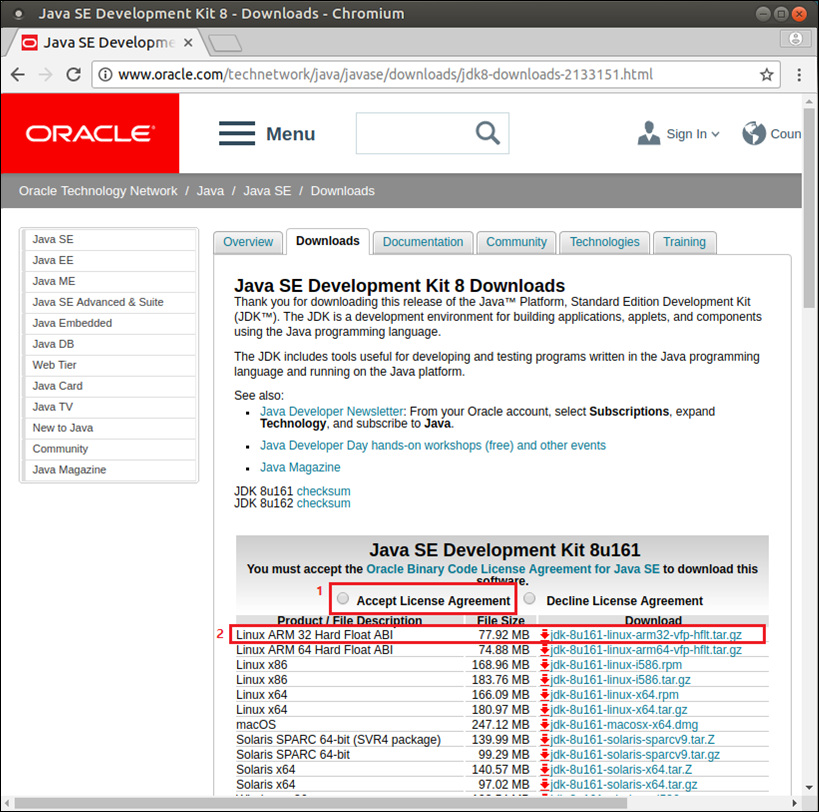 Java SE Development Kit 8 - Downloads - Chromium
Java SE Developme
www.oracle.com/technetwork/java/javase/downloads/jdk8-downloads-2133151.html
ORACLE®
Menu
Sign In
Coun
Oracle Technology Network / Java / Java SE / Downloads
Java SE
Java EE
Java ME
Java SE Advanced & Suite
Java Embedded
Java DB
Web Tier
Java Card
Java TV
New to Java
Community
Java Magazine
Overview Downloads Documentation Community Technologies Training
Java SE Development Kit 8 Downloads
Thank you for downloading this release of the Java™ Platform, Standard Edition Development Kit
(JDK™). The JDK is a development environment for building applications, applets, and components
using the Java programming language.
The JDK includes tools useful for developing and testing programs written in the Java programming
language and running on the Java platform.
See also:
Java Developer Newsletter: From your Oracle account, select Subscriptions, expand
Technology, and subscribe to Java.
Java Developer Day hands-on workshops (free) and other events
Java Magazine
JDK 8u161 checksum
JDK 8u162 checksum
Java SE Development Kit 8u161
You must accept the Oracle Binary Code License Agreement for Java SE to download this
software.
1 Accept License Agreement Decline License Agreement
Product / File Description File Size Download
2 Linux ARM 32 Hard Float ABI 77.92 MB jdk-8u161-linux-arm32-vfp-hflt.tar.gz
Linux ARM 64 Hard Float ABI 74.88 MB jdk-8u161-linux-arm64-vfp-hflt.tar.gz
Linux x86 168.96 MB jdk-8u161-linux-i586.rpm
Linux x86 183.76 MB jdk-8u161-linux-i586.tar.gz
Linux x64 166.09 MB jdk-8u161-linux-x64.rpm
Linux x64 180.97 MB jdk-8u161-linux-x64.tar.gz
macOS 247.12 MB jdk-8u161-macosx-x64.dmg
Solaris SPARC 64-bit (SVR4 package) 139.99 MB jdk-8u161-solaris-sparcv9.tar.Z
Solaris SPARC 64-bit 99.29 MB jdk-8u161-solaris-sparcv9.tar.gz
Solaris x64 140.57 MB jdk-8u161-solaris-x64.tar.Z
Solaris x64 97.02 MB jdk-8u161-solaris-x64.tar.gz